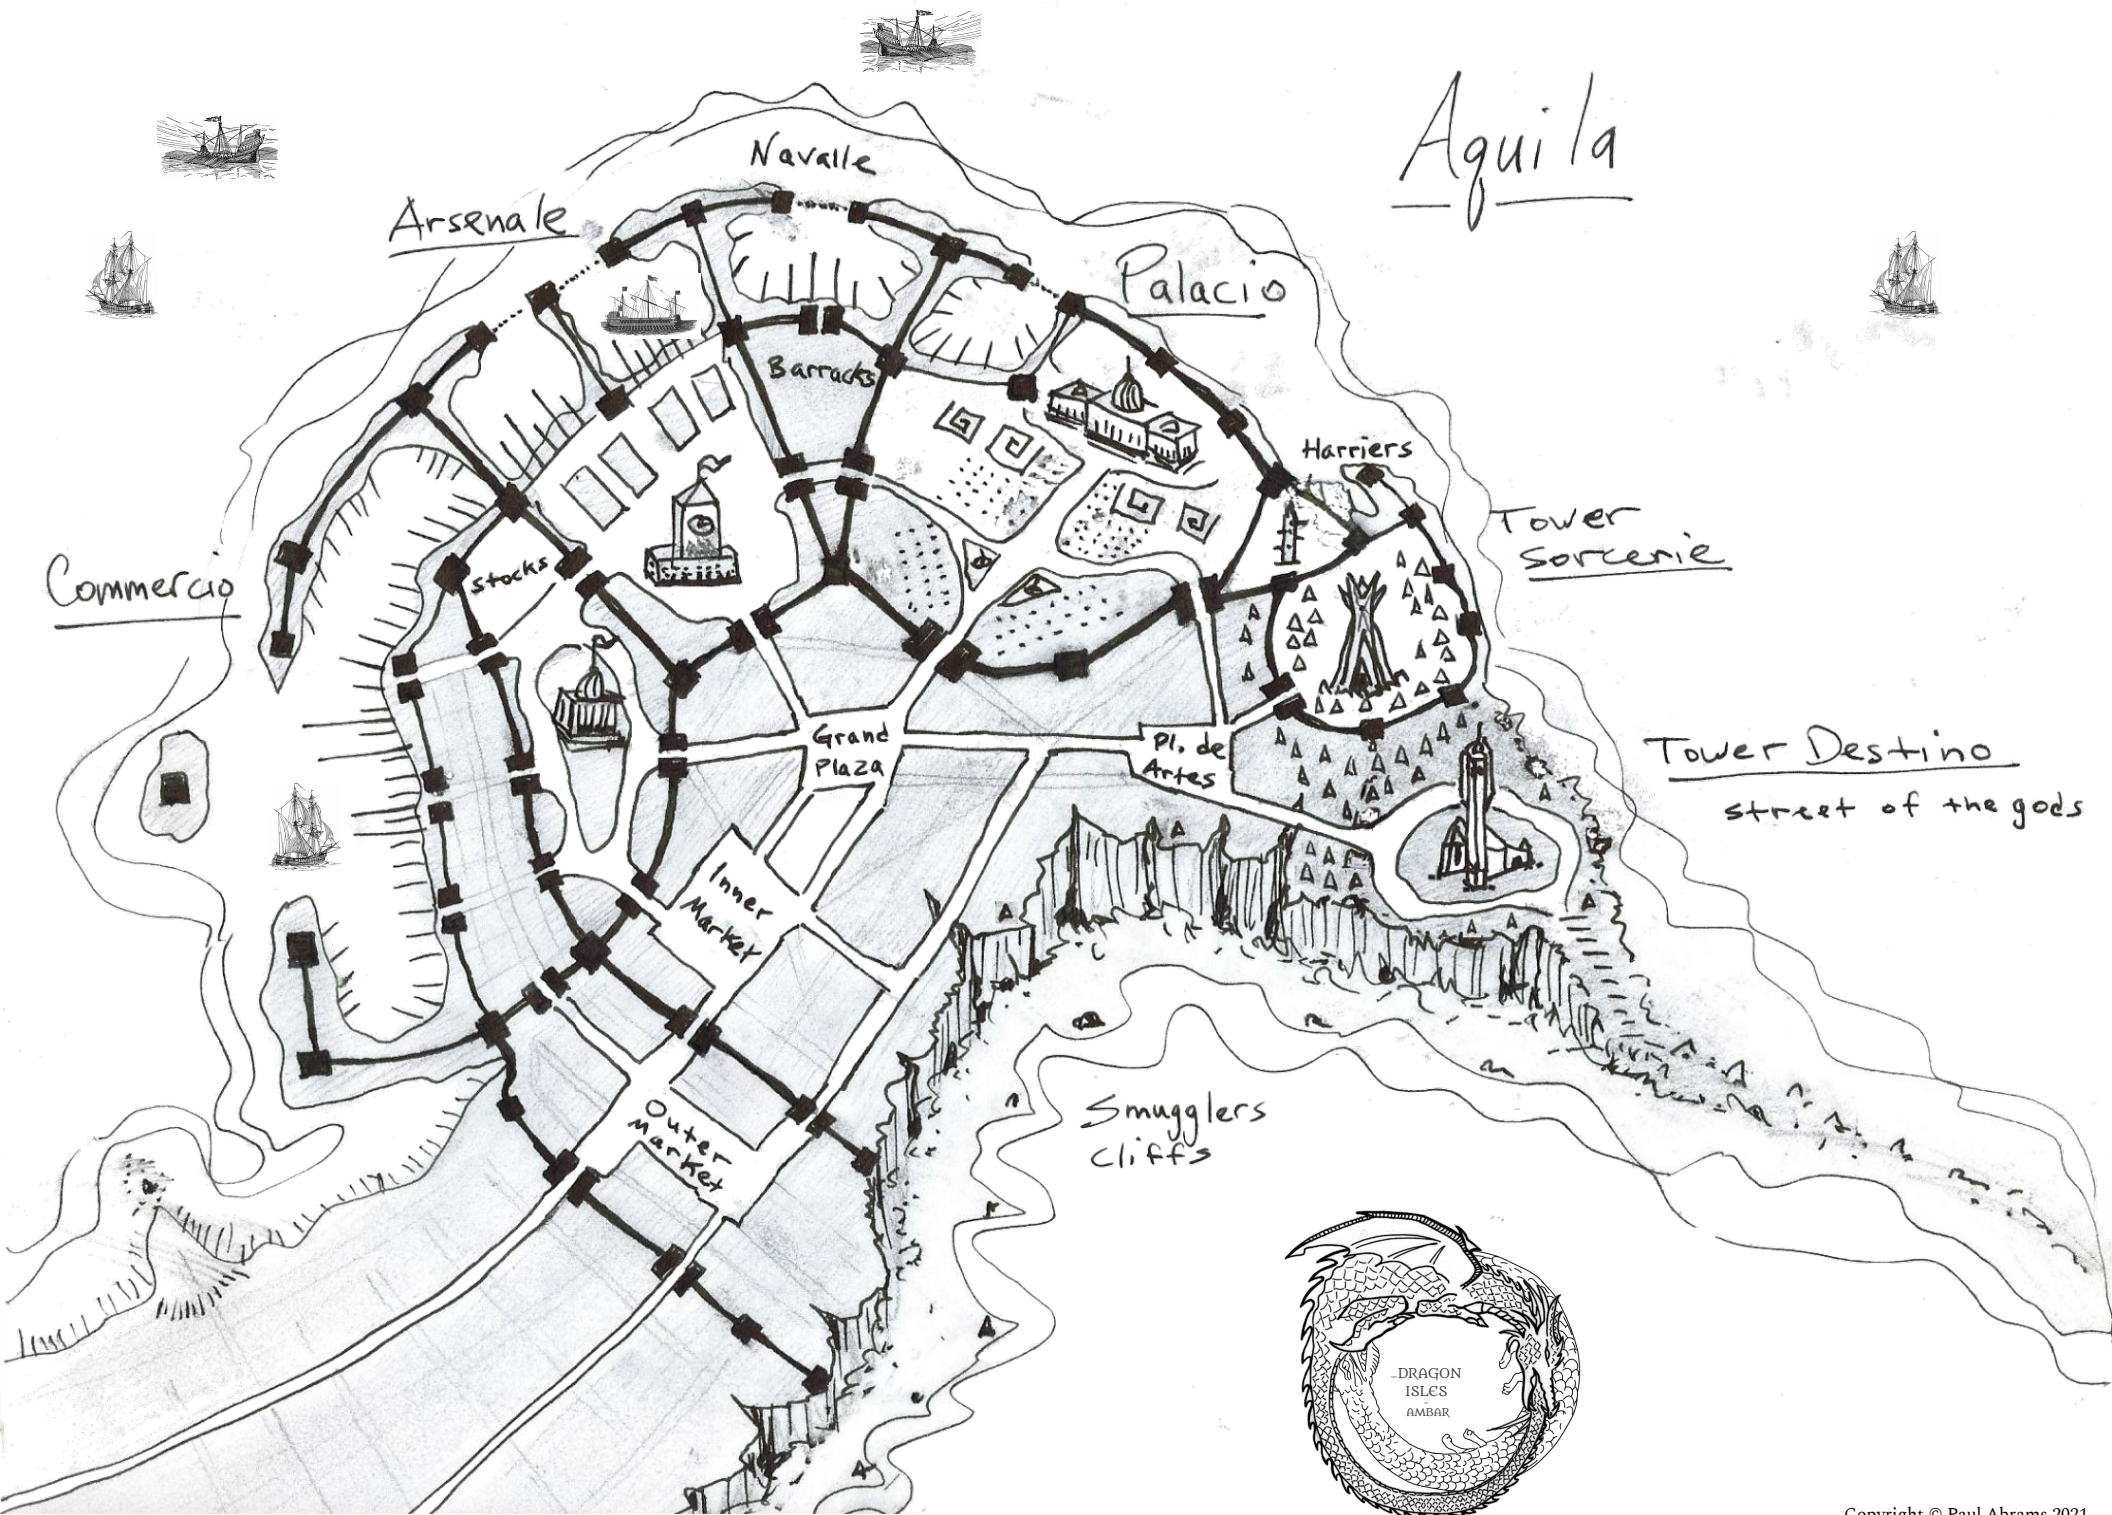 Aquila
Navalle
Arsenale
Palacio
Barracks
Harriers
Tower
Sorcerie
Commercio
Stocks
Grand
Plaza
Pl. de
Artes
Tower Destino
street of the gods
Inner
Market
Outer
Market
Smugglers
Cliffs
DRAGON
ISLES
AMBAR
Copyright © Paul Abrams 2021